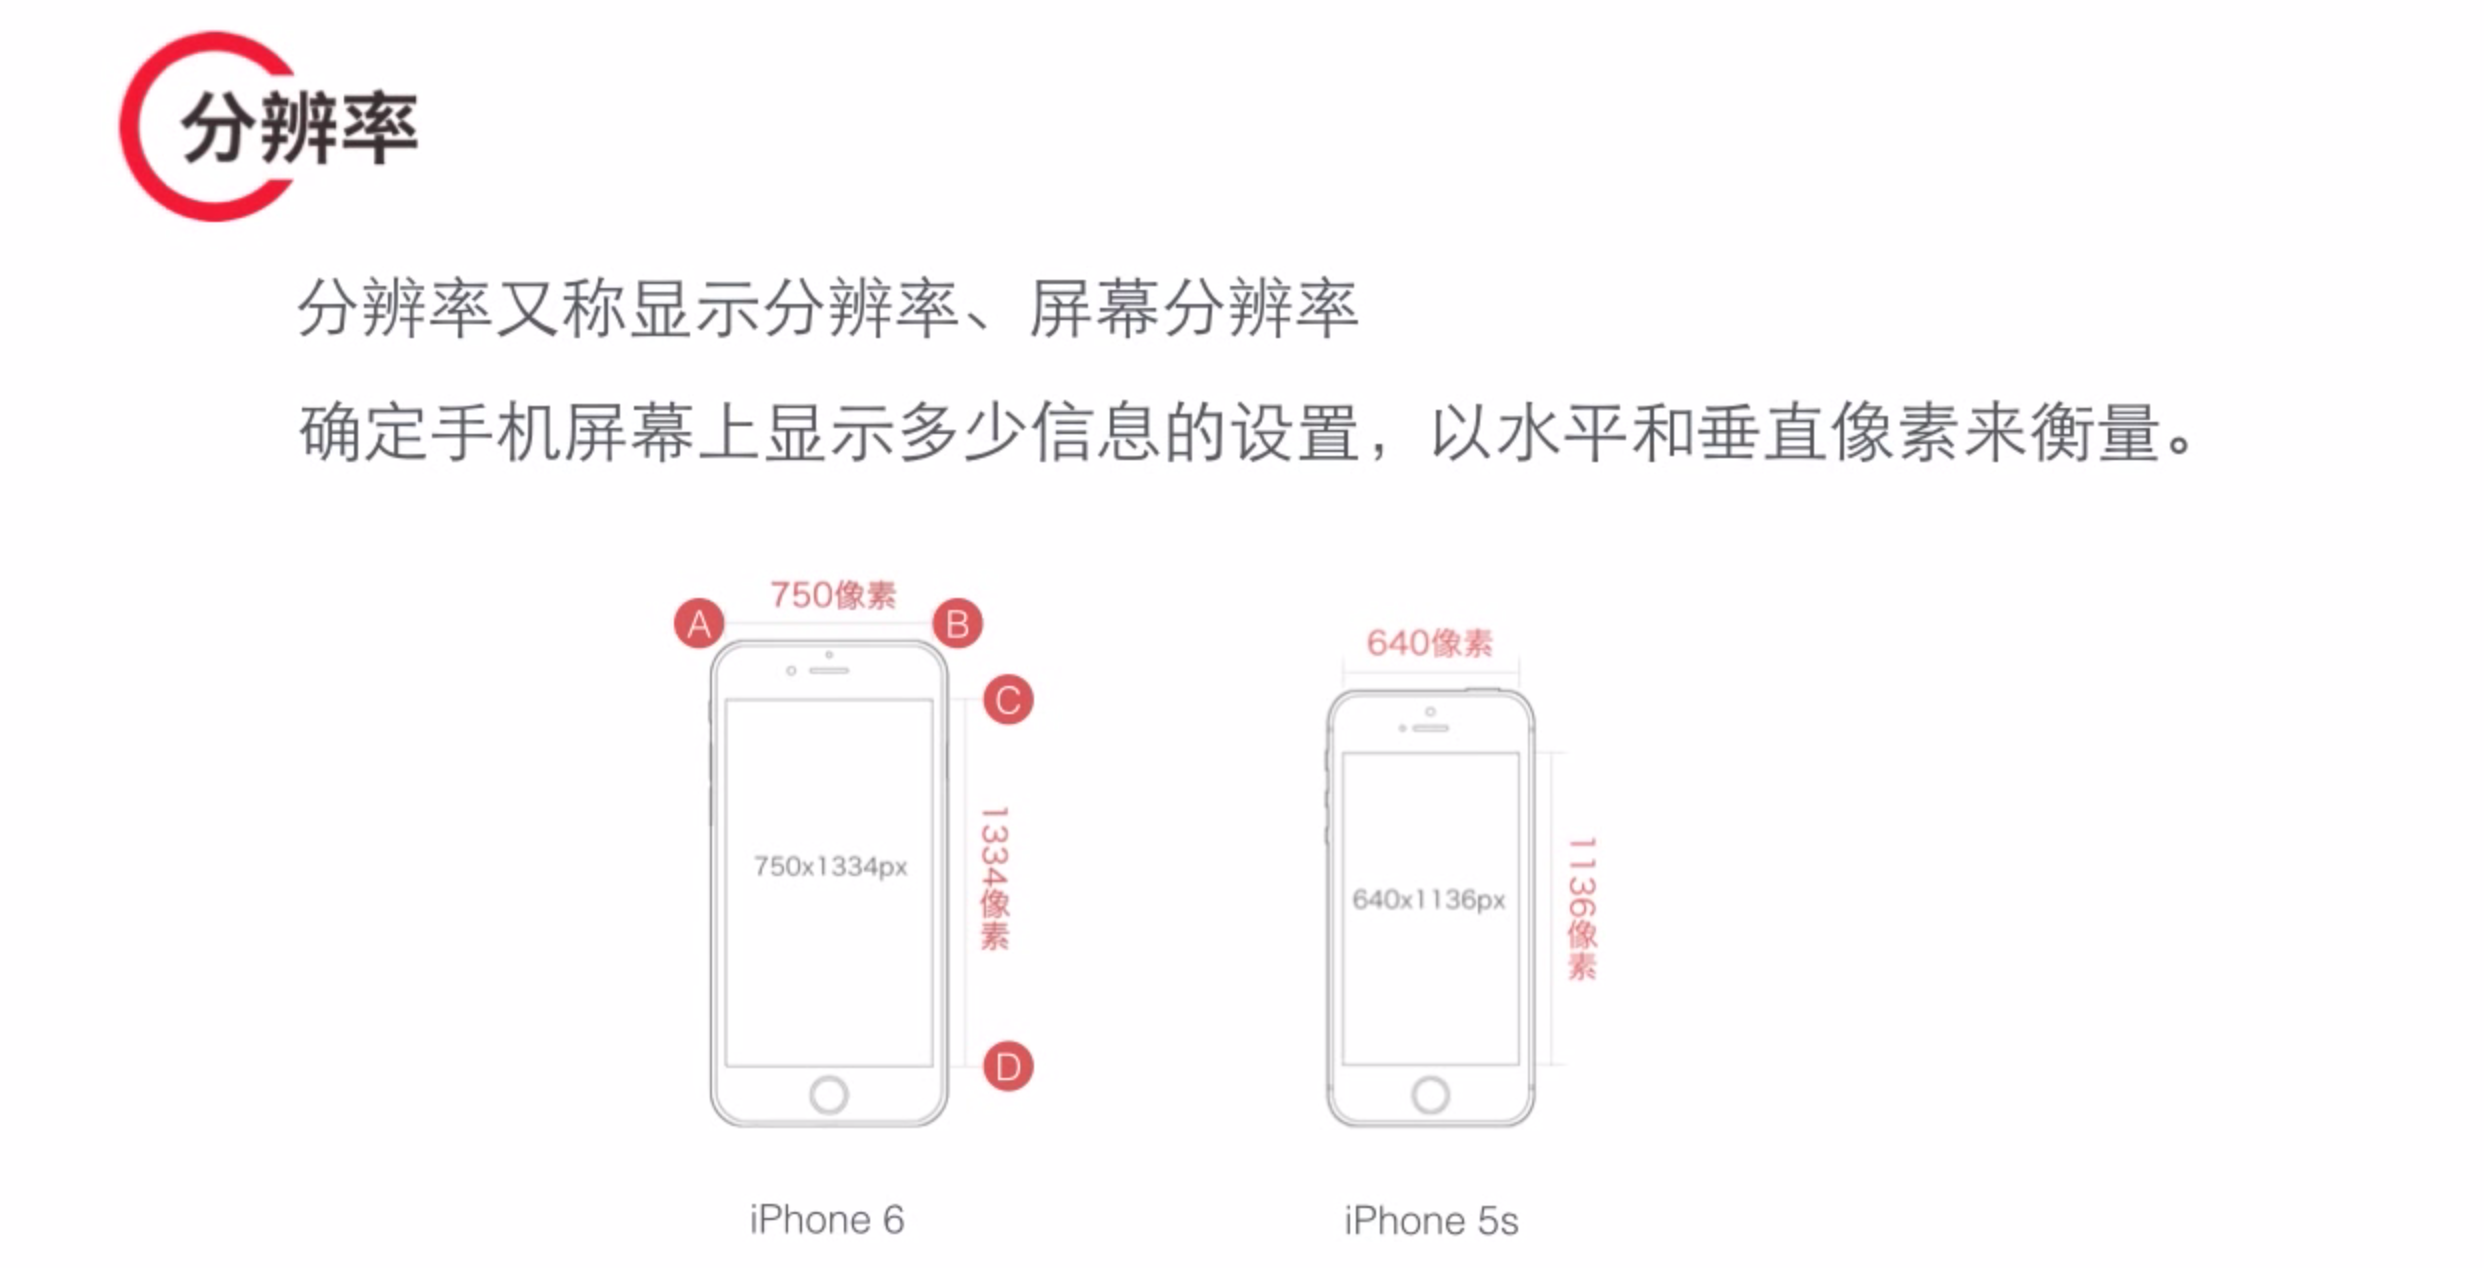 分辨率
分辨率又称显示分辨率、屏幕分辨率
确定手机屏幕上显示多少信息的设置，以水平和垂直像素来衡量。
A
750像素
B
C
1334像素
750x1334px
D
iPhone 6
640像素
1136像素
640x1136px
iPhone 5s